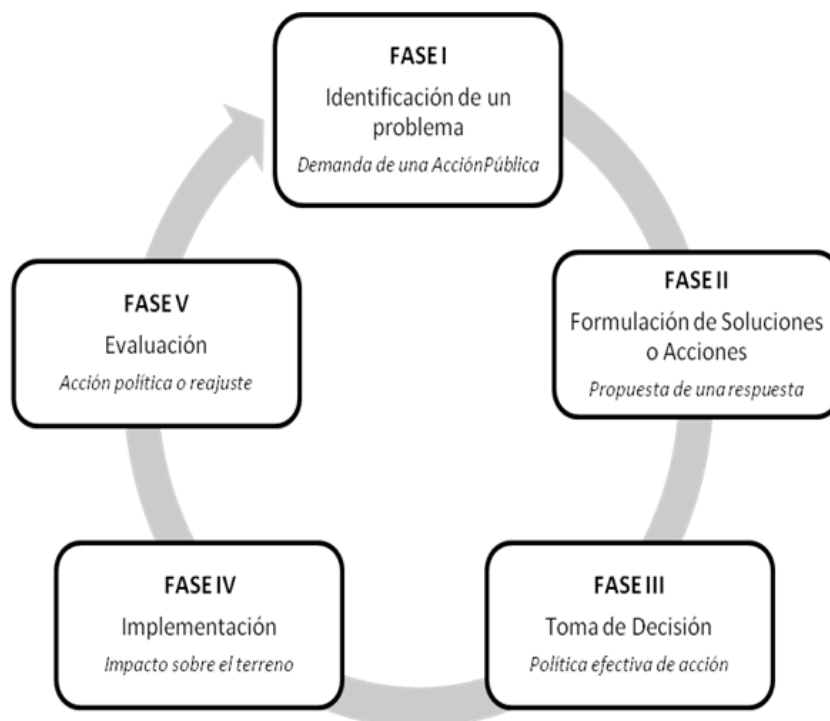 FASE I
Identificación de un
problema
Demanda de una AcciónPública
FASE II
Formulación de Soluciones
o Acciones
Propuesta de una respuesta
FASE III
Toma de Decisión
Política efectiva de acción
FASE IV
Implementación
Impacto sobre el terreno
FASE V
Evaluación
Acción política o reajuste